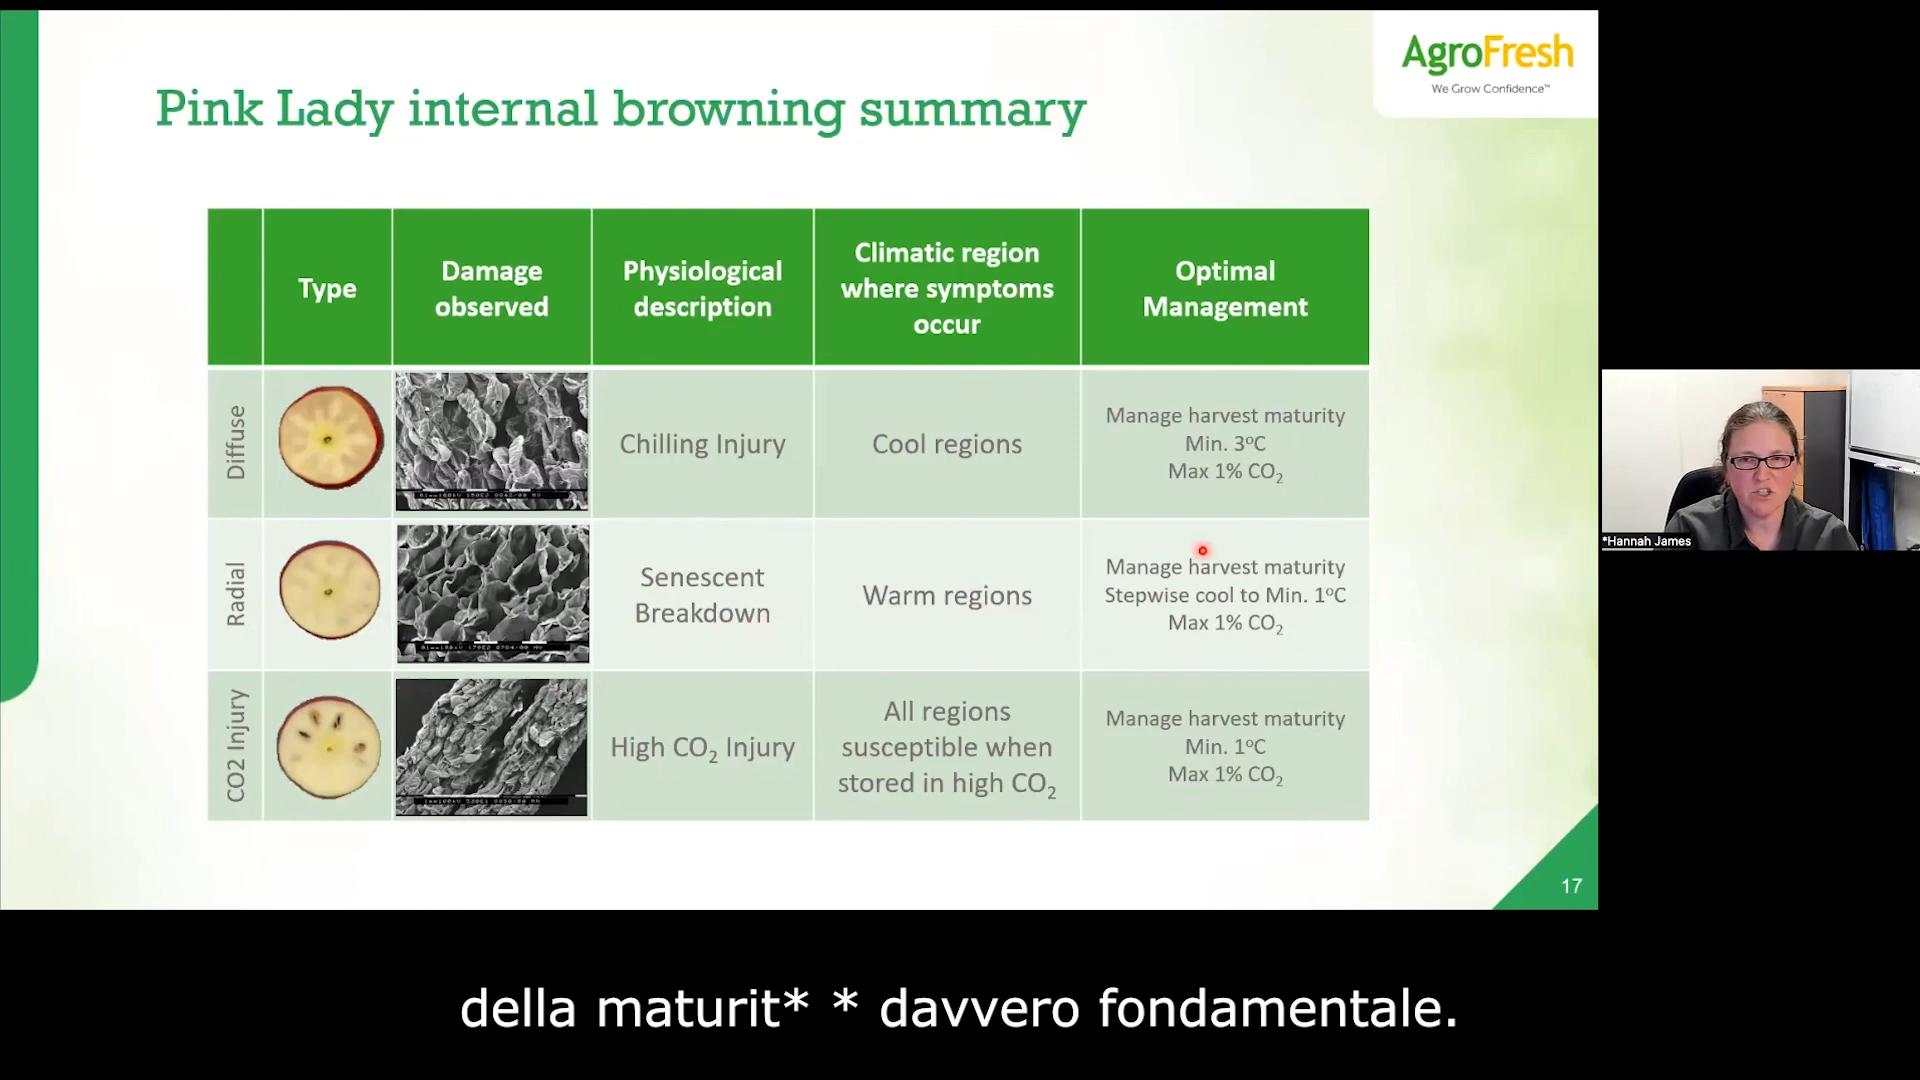 AgroFresh
We Grow Confidence™
Pink Lady internal browning summary
Type
Damage
observed
Physiological
description
Climatic region
where symptoms
occur
Optimal
Management
Diffuse
Chilling Injury
Cool regions
Manage harvest maturity
Min. 3ºC
Max 1% CO₂
Radial
Senescent
Breakdown
Warm regions
Manage harvest maturity
Stepwise cool to Min. 1ºC
Max 1% CO₂
CO2 Injury
High CO₂ Injury
All regions
susceptible when
stored in high CO₂
Manage harvest maturity
Min. 1ºC
Max 1% CO₂
17
*Hannah James
della maturit* * davvero fondamentale.